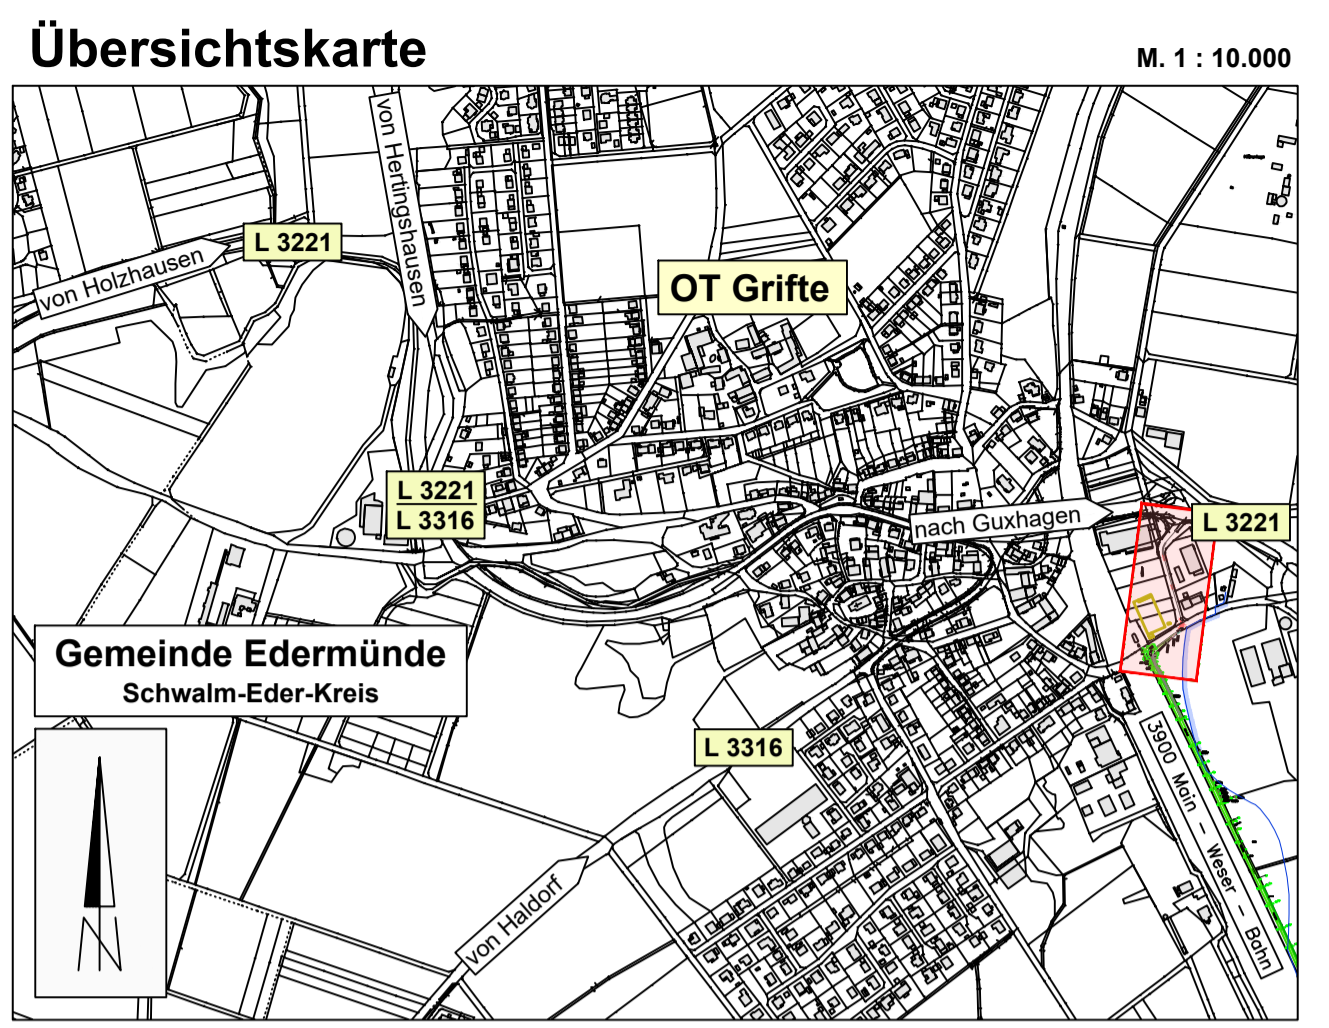 Übersichtskarte
M. 1 : 10.000
von Hertingshausen
L 3221
von Holzhausen
OT Grifte
L 3221
L 3316
nach Guxhagen
L 3221
Gemeinde Edermünde
Schwalm-Eder-Kreis
L 3316
3900 Main – Weser – Bahn
von Haldorf
N